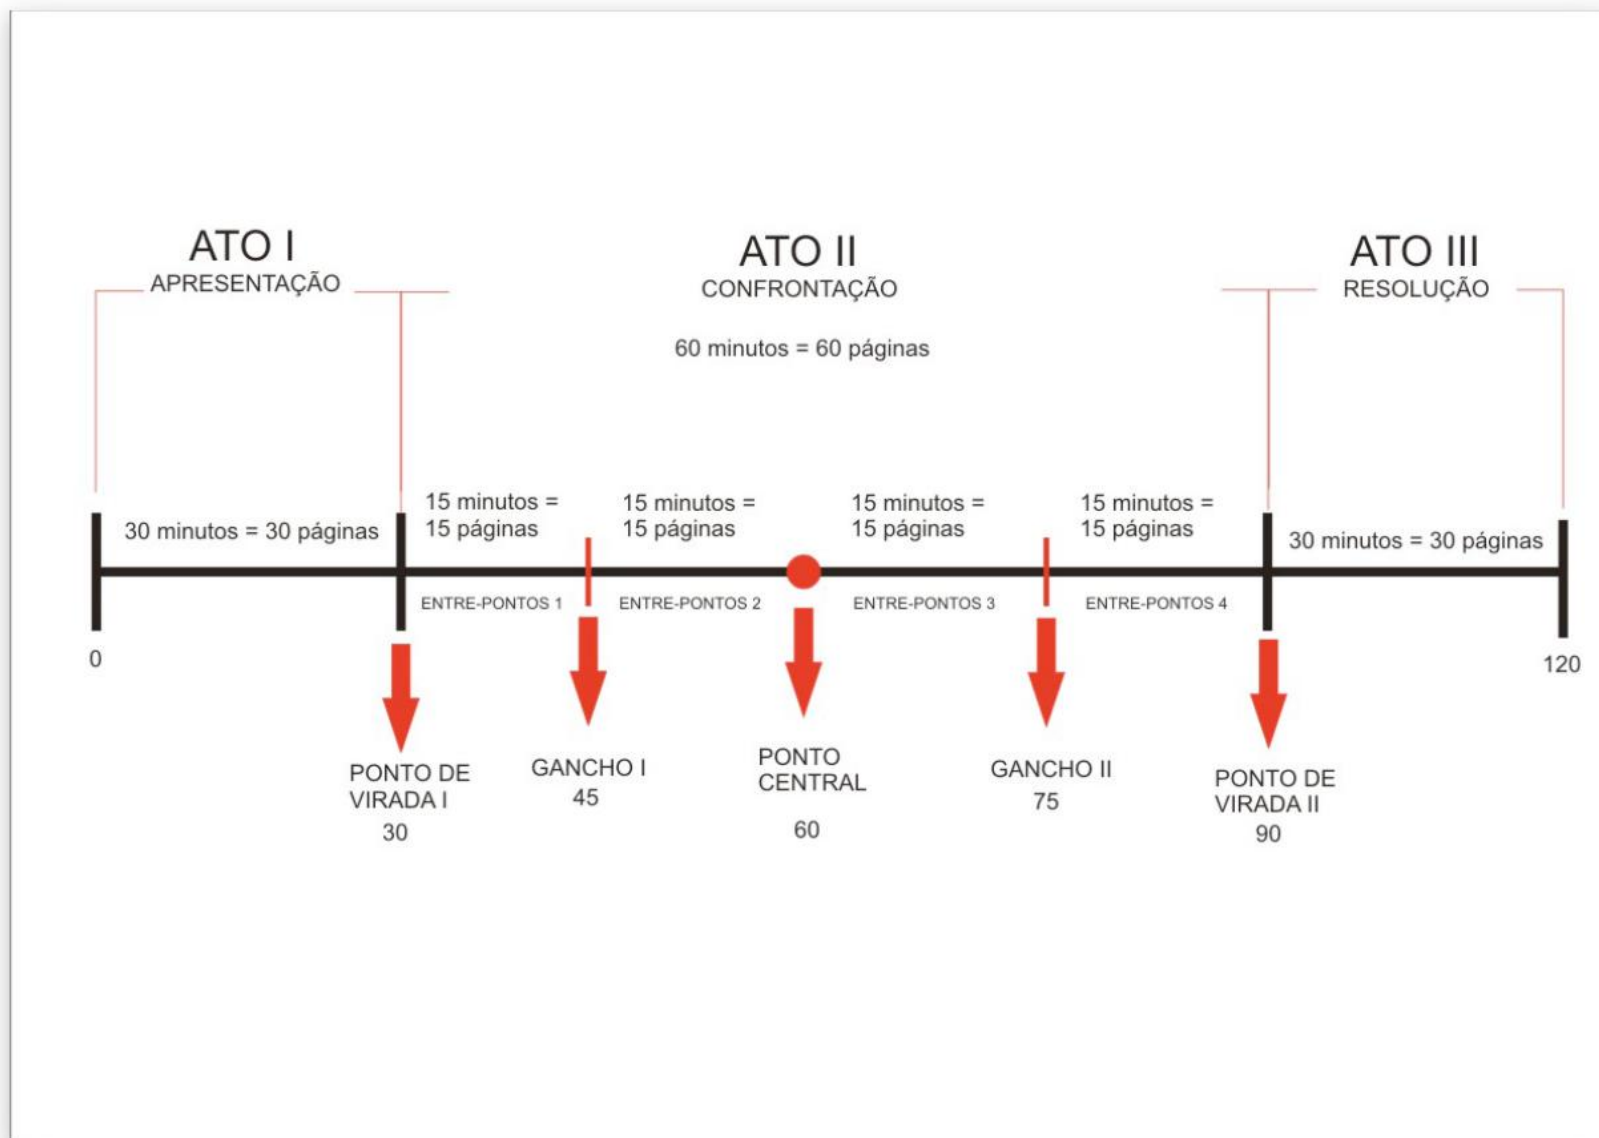 ATO I
APRESENTAÇÃO
ATO II
CONFRONTAÇÃO
60 minutos = 60 páginas
ATO III
RESOLUÇÃO
30 minutos = 30 páginas
15 minutos =
15 páginas
15 minutos =
15 páginas
15 minutos =
15 páginas
15 minutos =
15 páginas
30 minutos = 30 páginas
ENTRE-PONTOS 1
ENTRE-PONTOS 2
ENTRE-PONTOS 3
ENTRE-PONTOS 4
0
120
PONTO DE
VIRADA I
30
GANCHO I
45
PONTO
CENTRAL
60
GANCHO II
75
PONTO DE
VIRADA II
90